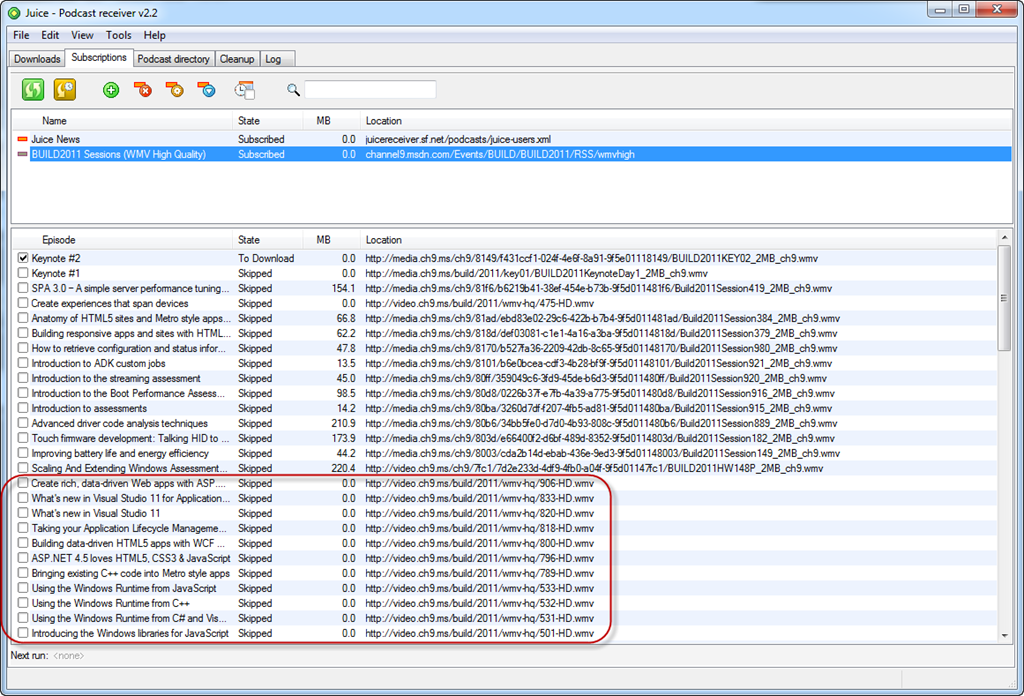 Juice - Podcast receiver v2.2
File Edit View Tools Help
Downloads Subscriptions Podcast directory Cleanup Log
Name State MB Location
Juice News Subscribed 0.0 juicereceiver.sf.net/podcasts/juice-users.xml
BUILD2011 Sessions (WMV High Quality) Subscribed 0.0 channel9.msdn.com/Events/BUILD/BUILD2011/RSS/wmvhigh
Episode State MB Location
Keynote #2 To Download 0.0 http://media.ch9.ms/ch9/8149/f431ccf1-024f-4e6f-8a91-9f5e01118149/BUILD2011KEY02_2MB_ch9.wmv
Keynote #1 Skipped 0.0 http://media.ch9.ms/build/2011/key01/BUILD2011KeynoteDay1_2MB_ch9.wmv
SPA 3.0 – A simple server perfomance tuning... Skipped 154.1 http://media.ch9.ms/ch9/81f6/b6219b41-38ef-454e-b73b-9f5d011481f6/BUILD2011Session419_2MB_ch9.wmv
Create experiences that span devices Skipped 0.0 http://video.ch9.ms/build/2011/wmv-hq/475-HD.wmv
Anatomy of HTML5 sites and Metro style apps... Skipped 66.8 http://media.ch9.ms/ch9/81ad/ebd83e02-29c6-422b-b7b4-9f5d011481ad/Build2011Session384_2MB_ch9.wmv
Building responsive apps and sites with HTML... Skipped 62.2 http://media.ch9.ms/ch9/818d/def03081-c1e1-4a16-a3ba-9f5d0114818d/Build2011Session379_2MB_ch9.wmv
How to retrieve configuration and status infor... Skipped 47.8 http://media.ch9.ms/ch9/8170/b527fa36-2209-42db-8c65-9f5d01148170/Build2011Session980_2MB_ch9.wmv
Introduction to ADK custom jobs Skipped 13.5 http://media.ch9.ms/ch9/8101/b6e0bcea-cdf3-4b28-bf9f-9f5d01148101/Build2011Session921_2MB_ch9.wmv
Introduction to the streaming assessment Skipped 45.0 http://media.ch9.ms/ch9/80ff/359049c6-3fd9-45de-b6d3-9f5d011480ff/Build2011Session920_2MB_ch9.wmv
Introduction to the Boot Perfomance Assess... Skipped 98.5 http://media.ch9.ms/ch9/80d8/0226b37f-e7fb-4a39-a775-9f5d011480d8/Build2011Session916_2MB_ch9.wmv
Introduction to assessments Skipped 14.2 http://media.ch9.ms/ch9/80ba/3260d7df-f207-4fb5-ad81-9f5d011480ba/Build2011Session915_2MB_ch9.wmv
Advanced driver code analysis techniques Skipped 210.9 http://media.ch9.ms/ch9/80b6/34bb5fe0-d7d0-4b93-808c-9f5d011480b6/Build2011Session889_2MB_ch9.wmv
Touch firmware development: Talking HID to ... Skipped 173.9 http://media.ch9.ms/ch9/803d/e66400f2-d6bf-489d-8352-9f5d0114803d/Build2011Session182_2MB_ch9.wmv
Improving battery life and energy efficiency Skipped 44.2 http://media.ch9.ms/ch9/8003/cda2b14d-ebab-436e-9ed3-9f5d01148003/Build2011Session149_2MB_ch9.wmv
Scaling And Extending Windows Assessment... Skipped 220.4 http://video.ch9.ms/ch9/7fc1/7d2e233d-4df9-4fb0-a04f-9f5d01147fc1/BUILD2011HW148P_2MB_ch9.wmv
Create rich, data-driven Web apps with ASP.... Skipped 0.0 http://video.ch9.ms/build/2011/wmv-hq/906-HD.wmv
What's new in Visual Studio 11 for Application... Skipped 0.0 http://video.ch9.ms/build/2011/wmv-hq/833-HD.wmv
What's new in Visual Studio 11 Skipped 0.0 http://video.ch9.ms/build/2011/wmv-hq/820-HD.wmv
Taking your Application Lifecycle Manageme... Skipped 0.0 http://video.ch9.ms/build/2011/wmv-hq/818-HD.wmv
Building data-driven HTML5 apps with WCF ... Skipped 0.0 http://video.ch9.ms/build/2011/wmv-hq/800-HD.wmv
ASP.NET 4.5 loves HTML5, CSS3 & JavaScript Skipped 0.0 http://video.ch9.ms/build/2011/wmv-hq/796-HD.wmv
Bringing existing C++ code into Metro style apps Skipped 0.0 http://video.ch9.ms/build/2011/wmv-hq/789-HD.wmv
Using the Windows Runtime from JavaScript Skipped 0.0 http://video.ch9.ms/build/2011/wmv-hq/533-HD.wmv
Using the Windows Runtime from C++ Skipped 0.0 http://video.ch9.ms/build/2011/wmv-hq/532-HD.wmv
Using the Windows Runtime from C# and Vis... Skipped 0.0 http://video.ch9.ms/build/2011/wmv-hq/531-HD.wmv
Introducing the Windows libraries for JavaScript Skipped 0.0 http://video.ch9.ms/build/2011/wmv-hq/501-HD.wmv
Next run: <none>